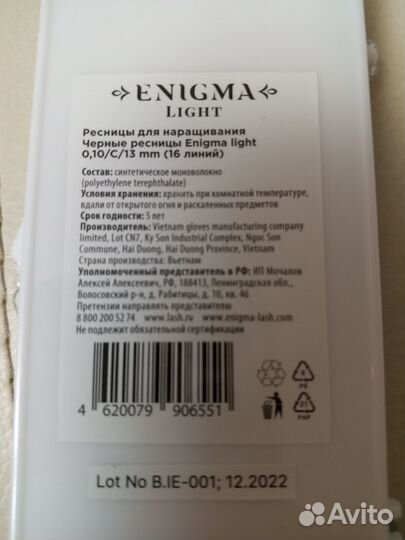 ENIGMA
LIGHT
Ресницы для наращивания
Черные ресницы Enigma light
0,10/C/13 mm (16 линий)
Состав: синтетическое моноволокно
(polyethylene terephthalate)
Условия хранения: хранить при комнатной температуре,
вдали от открытого огня и раскаленных предметов
Срок годности: 5 лет
Производитель: Vietnam gloves manufacturing company
limited, Lot CN7, Ky Son Industrial Complex, Ngoc Son
Commune, Hai Duong, Hai Duong Province, Vietnam
Страна производства: Вьетнам
Уполномоченный представитель в РФ: ИП Мочалов
Алексей Алексеевич, РФ, 188413, Ленинградская обл.,
Волосовский р-н, д. Рабитицы, д. 10, кв. 46
Претензии направлять представителю
8 800 200 52 74 www.lash.ru www.enigma-lash.com
Не подлежит обязательной сертификации
6
PS
21
PAP
4 620079 906551
Lot No B.IE-001; 12.2022
Avito